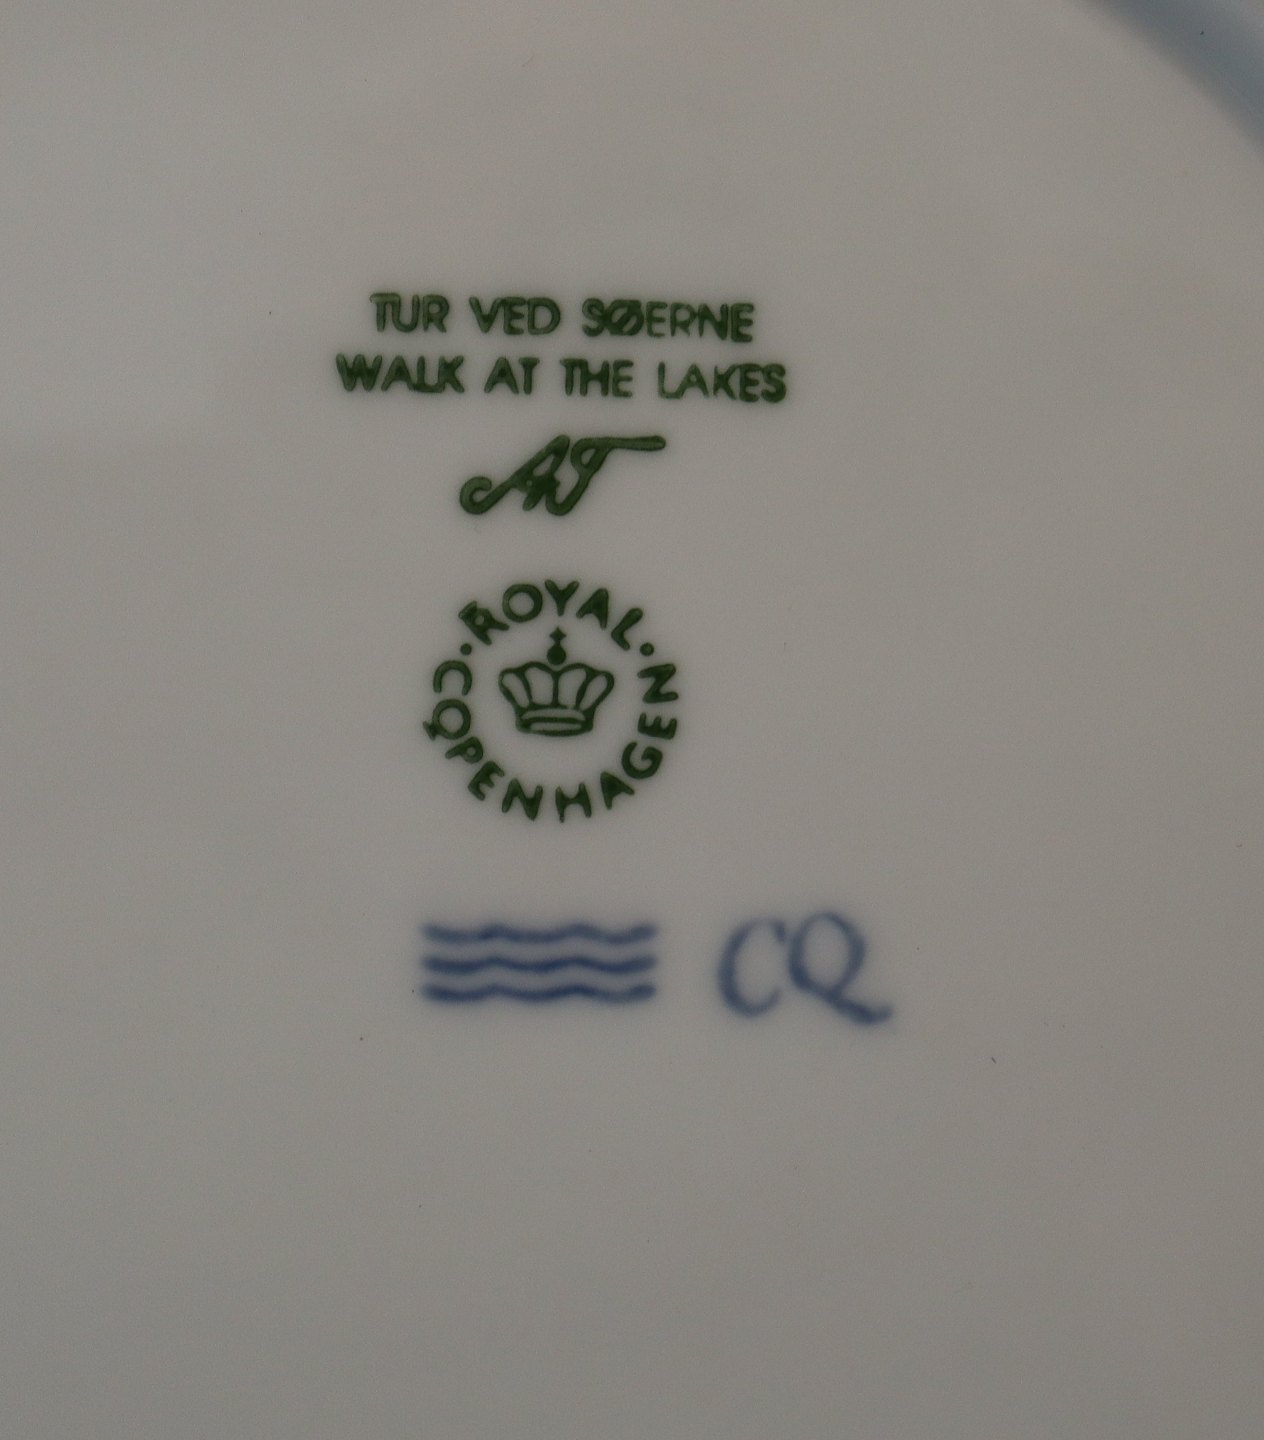 TUR VED SØERNE
WALK AT THE LAKES
ROYAL
COPENHAGEN
CQ